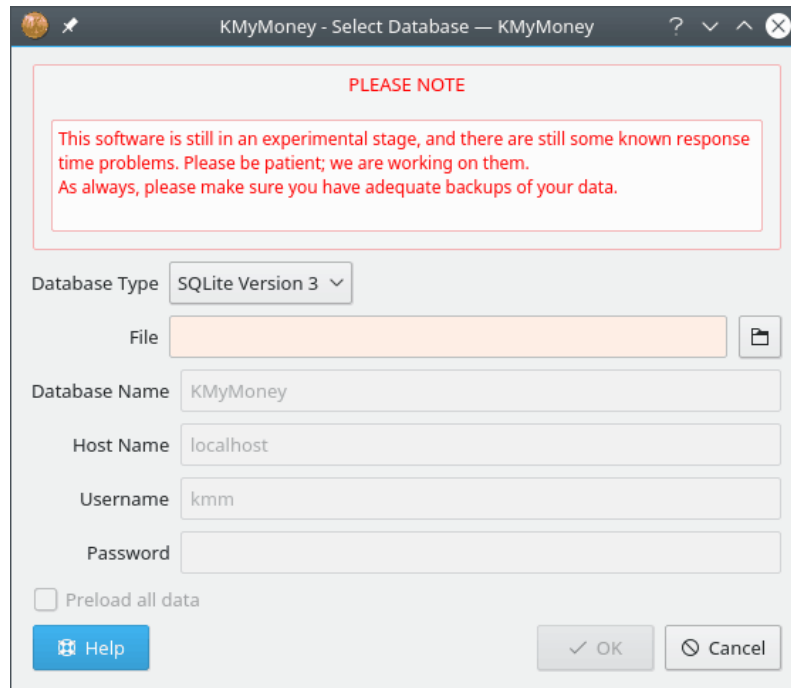 KMyMoney - Select Database — KMyMoney
PLEASE NOTE
This software is still in an experimental stage, and there are still some known response
time problems. Please be patient; we are working on them.
As always, please make sure you have adequate backups of your data.
Database Type SQLite Version 3
File
Database Name KMyMoney
Host Name localhost
Username kmm
Password
Preload all data
Help OK Cancel